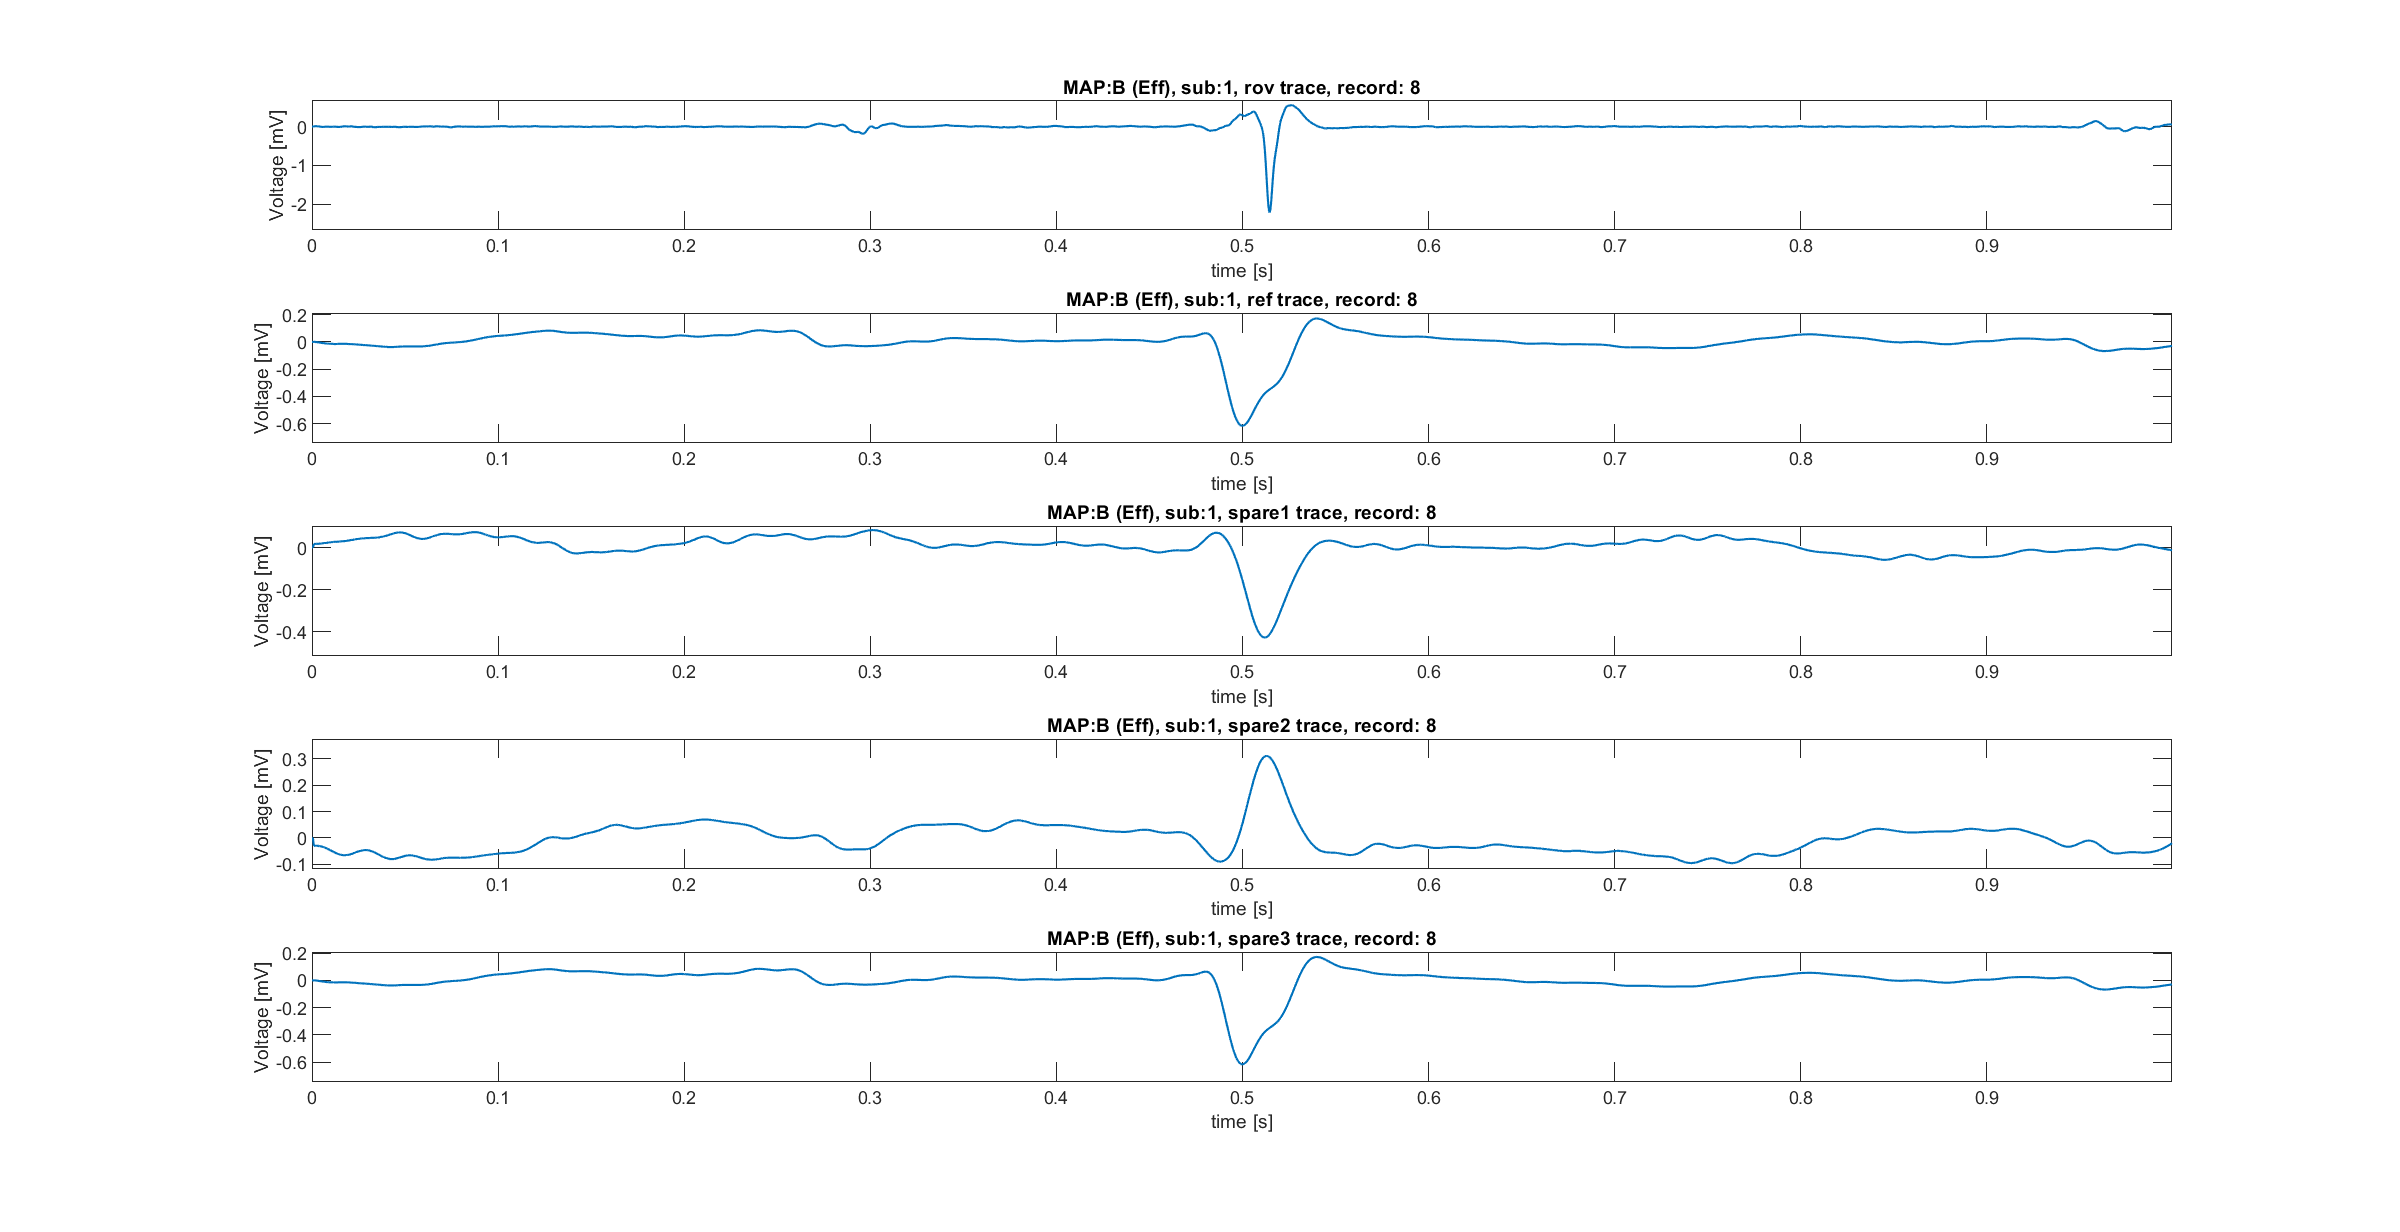 MAP:B (Eff), sub:1, rov trace, record: 8
Voltage [mV]
0
-1
-2
0 0.1 0.2 0.3 0.4 0.5 0.6 0.7 0.8 0.9
time [s]
MAP:B (Eff), sub:1, ref trace, record: 8
Voltage [mV]
0.2
0
-0.2
-0.4
-0.6
0 0.1 0.2 0.3 0.4 0.5 0.6 0.7 0.8 0.9
time [s]
MAP:B (Eff), sub:1, spare1 trace, record: 8
Voltage [mV]
0
-0.2
-0.4
0 0.1 0.2 0.3 0.4 0.5 0.6 0.7 0.8 0.9
time [s]
MAP:B (Eff), sub:1, spare2 trace, record: 8
Voltage [mV]
0.3
0.2
0.1
0
-0.1
0 0.1 0.2 0.3 0.4 0.5 0.6 0.7 0.8 0.9
time [s]
MAP:B (Eff), sub:1, spare3 trace, record: 8
Voltage [mV]
0.2
0
-0.2
-0.4
-0.6
0 0.1 0.2 0.3 0.4 0.5 0.6 0.7 0.8 0.9
time [s]